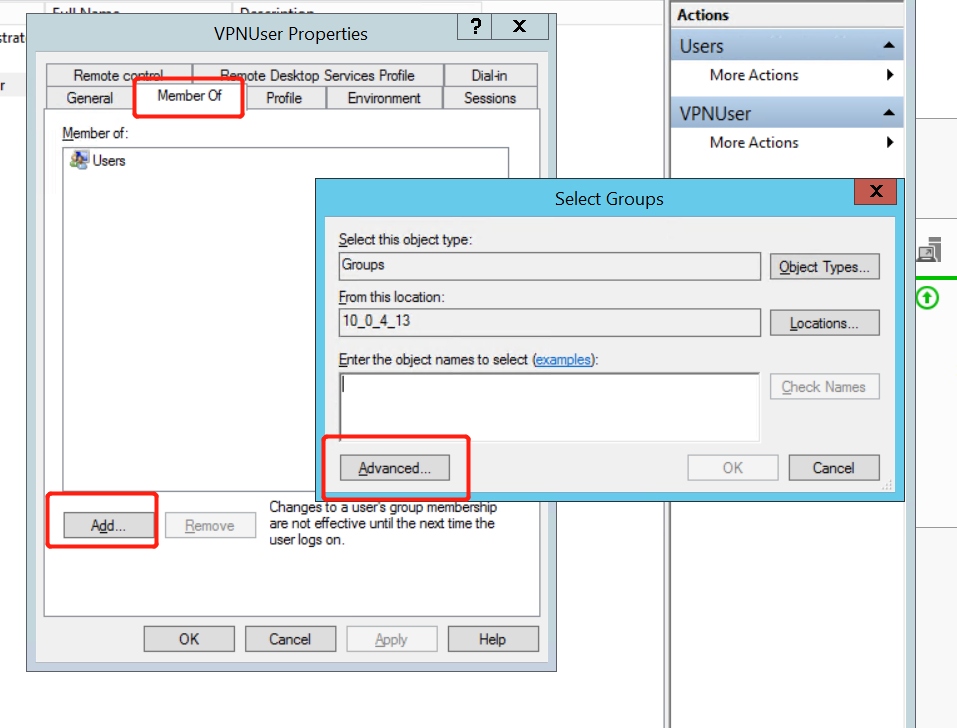 Full Name
Description
Actions
Users
More Actions
VPNUser
More Actions
VPNUser Properties
?
X
Remote control
Remote Desktop Services Profile
Dial-in
General
Member Of
Profile
Environment
Sessions
Member of:
Users
Add...
Remove
Changes to a user's group membership
are not effective until the next time the
user logs on.
OK
Cancel
Apply
Help
Select Groups
X
Select this object type:
Groups
Object Types...
From this location:
10_0_4_13
Locations...
Enter the object names to select (examples):
Check Names
Advanced...
OK
Cancel